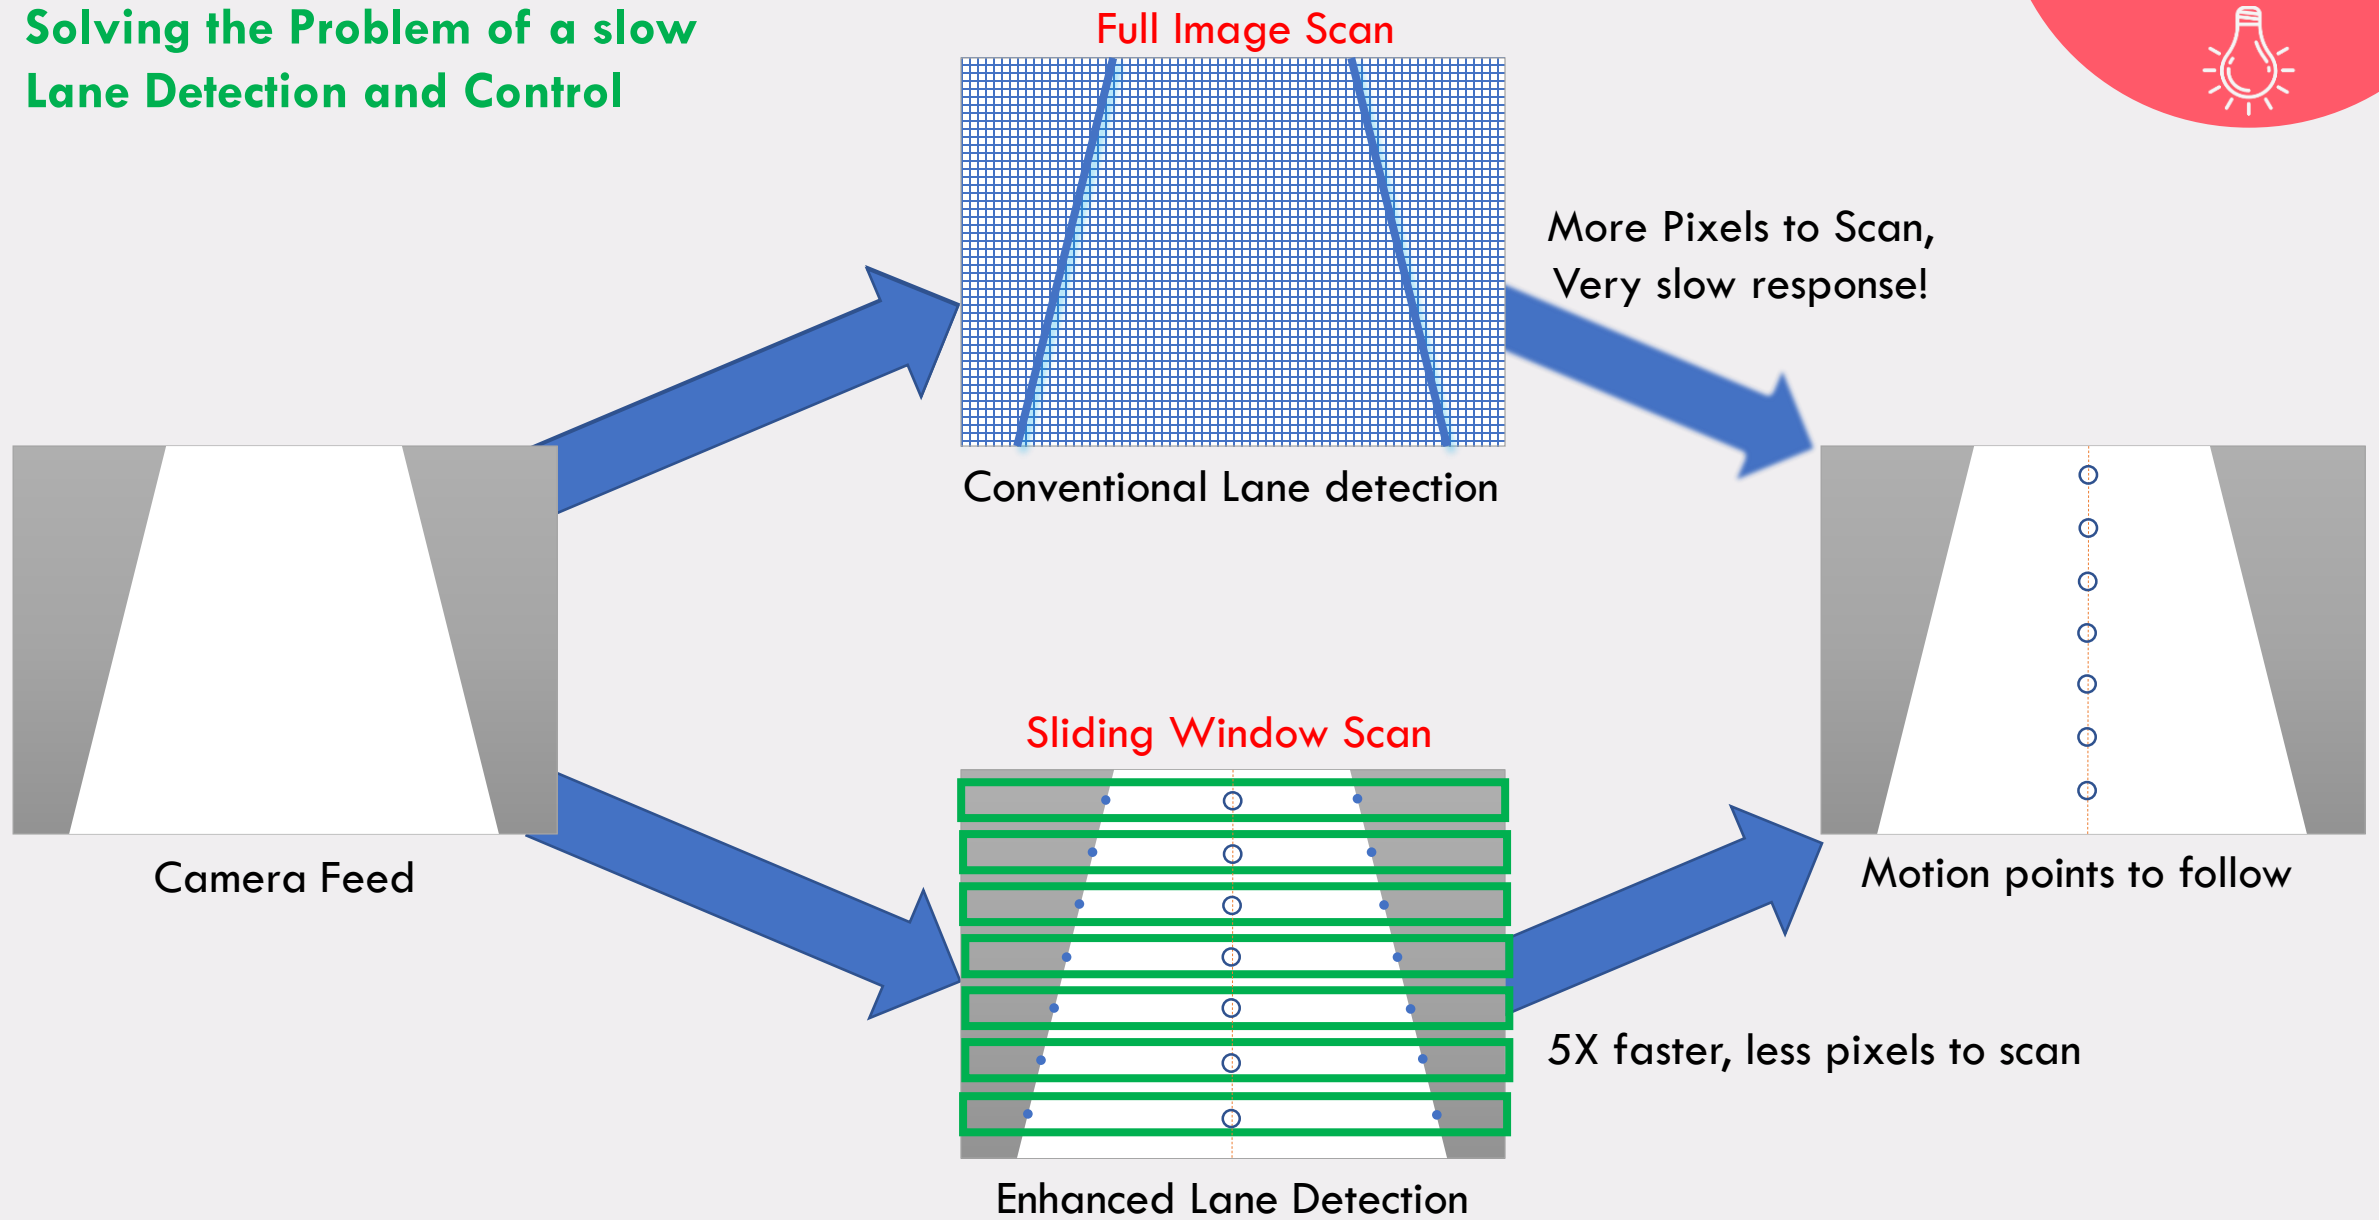 Solving the Problem of a slow
Lane Detection and Control
Full Image Scan
More Pixels to Scan,
Very slow response!
Conventional Lane detection
Camera Feed
Sliding Window Scan
Motion points to follow
5X faster, less pixels to scan
Enhanced Lane Detection